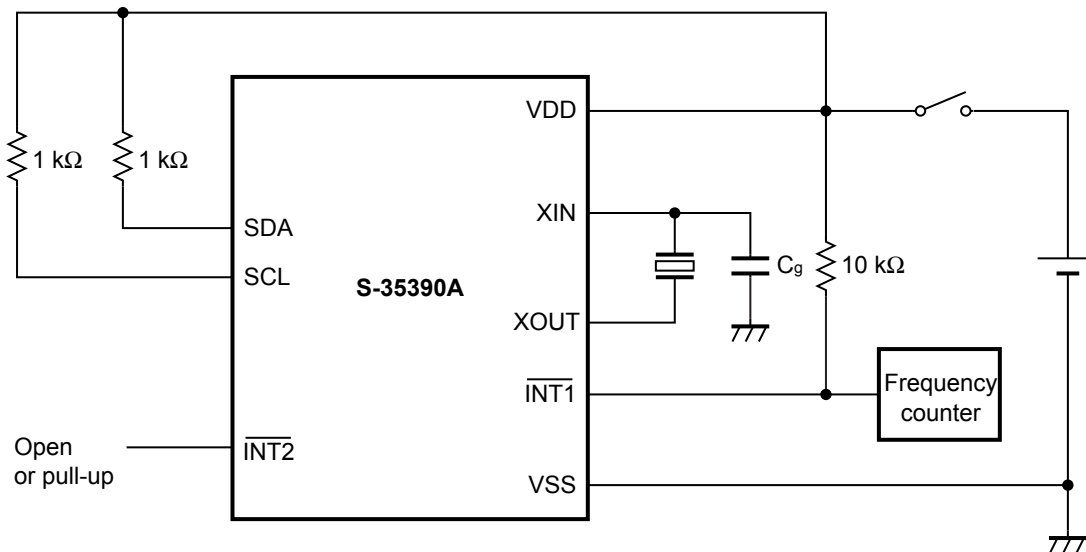 1 kΩ
1 kΩ
SDA
SCL
S-35390A
VDD
XIN
XOUT
INT1
INT2
VSS
Cg
10 kΩ
Frequency
counter
Open
or pull-up